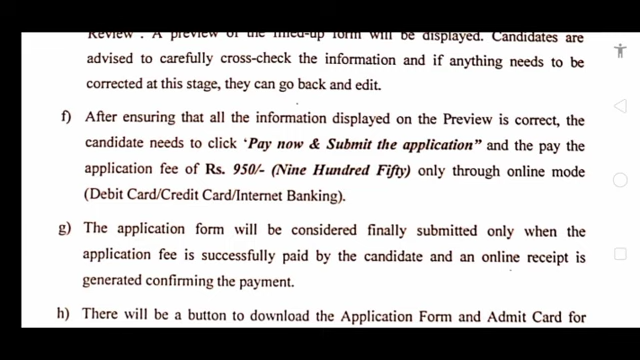 Review : A preview of the filled-up form will be displayed. Candidates are
advised to carefully cross-check the information and if anything needs to be
corrected at this stage, they can go back and edit.
f) After ensuring that all the information displayed on the Preview is correct, the
candidate needs to click ‘Pay now & Submit the application” and the pay the
application fee of Rs. 950/- (Nine Hundred Fifty) only through online mode
(Debit Card/Credit Card/Internet Banking).
g) The application form will be considered finally submitted only when the
application fee is successfully paid by the candidate and an online receipt is
generated confirming the payment.
h) There will be a button to download the Application Form and Admit Card for